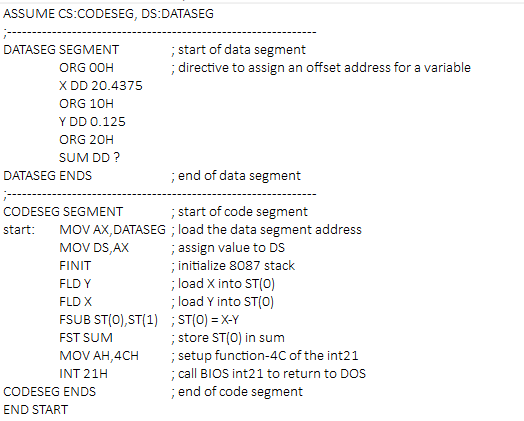 ASSUME CS:CODESEG, DS:DATASEG
;----------------------------------------------------------------
DATASEG SEGMENT ; start of data segment
ORG 00H ; directive to assign an offset address for a variable
X DD 20.4375
ORG 10H
Y DD 0.125
ORG 20H
SUM DD ?
DATASEG ENDS ; end of data segment
;----------------------------------------------------------------
CODESEG SEGMENT ; start of code segment
start: MOV AX,DATASEG ; load the data segment address
MOV DS,AX ; assign value to DS
FINIT ; initialize 8087 stack
FLD Y ; load X into ST(0)
FLD X ; load Y into ST(0)
FSUB ST(0),ST(1) ; ST(0) = X-Y
FST SUM ; store ST(0) in sum
MOV AH,4CH ; setup function-4C of the int21
INT 21H ; call BIOS int21 to return to DOS
CODESEG ENDS ; end of code segment
END START